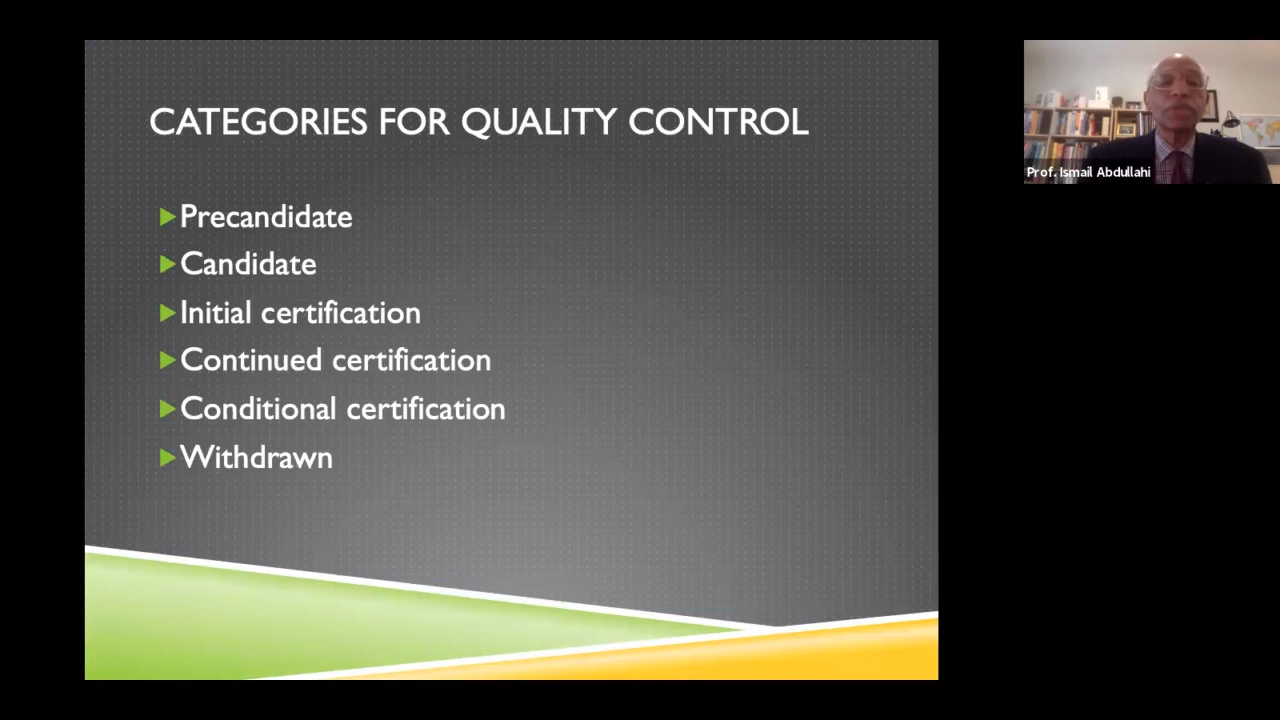 CATEGORIES FOR QUALITY CONTROL
Precandidate
Candidate
Initial certification
Continued certification
Conditional certification
Withdrawn
Prof. Ismail Abdullahi